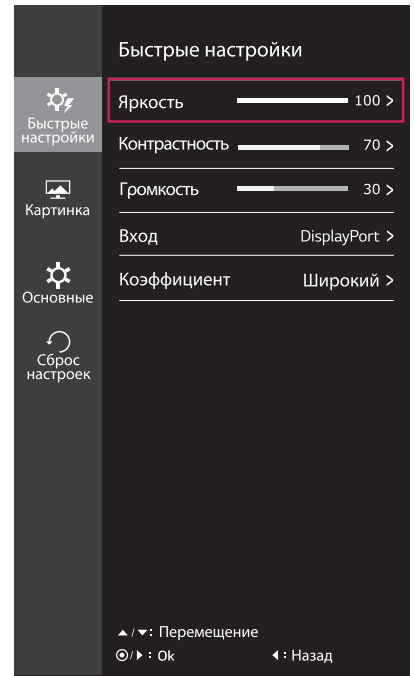 Быстрые настройки
Быстрые
настройки
Картинка
Основные
Сброс
настроек
Яркость 100 >
Контрастность 70 >
Громкость 30 >
Вход DisplayPort >
Коэффициент Широкий >
▲/▼: Перемещение
⦿/▶ : Ok ◀ : Назад